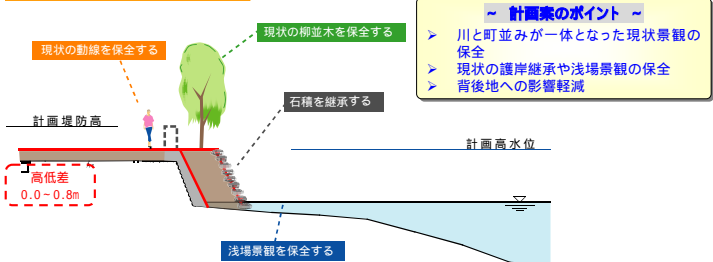 ~ 計画案のポイント ~
➢ 川と町並みが一体となった現状景観の
保全
➢ 現状の護岸継承や浅場景観の保全
➢ 背後地への影響軽減
現状の柳並木を保全する
現状の動線を保全する
石積を継承する
計画堤防高
計画高水位
高低差
0.0~0.8m
浅場景観を保全する